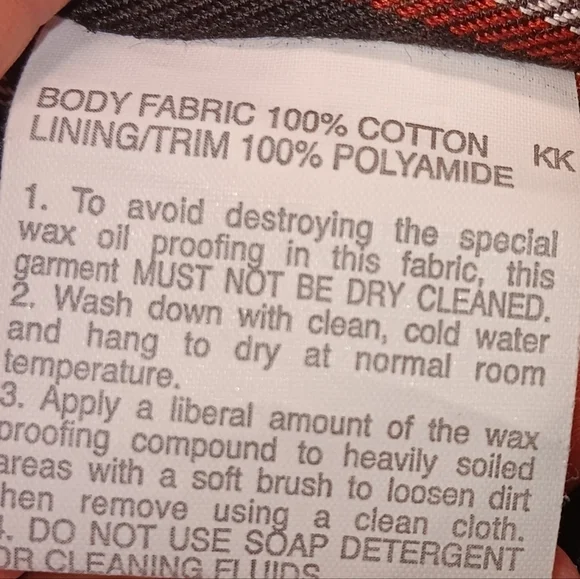 BODY FABRIC 100% COTTON KK
LINING/TRIM 100% POLYAMIDE
1. To avoid destroying the special
wax oil proofing in this fabric, this
garment MUST NOT BE DRY CLEANED.
2. Wash down with clean, cold water
and hang to dry at normal room
temperature.
3. Apply a liberal amount of the wax
proofing compound to heavily soiled
areas with a soft brush to loosen dirt
hen remove using a clean cloth.
. DO NOT USE SOAP DETERGENT
OR CLEANING FLUIDS